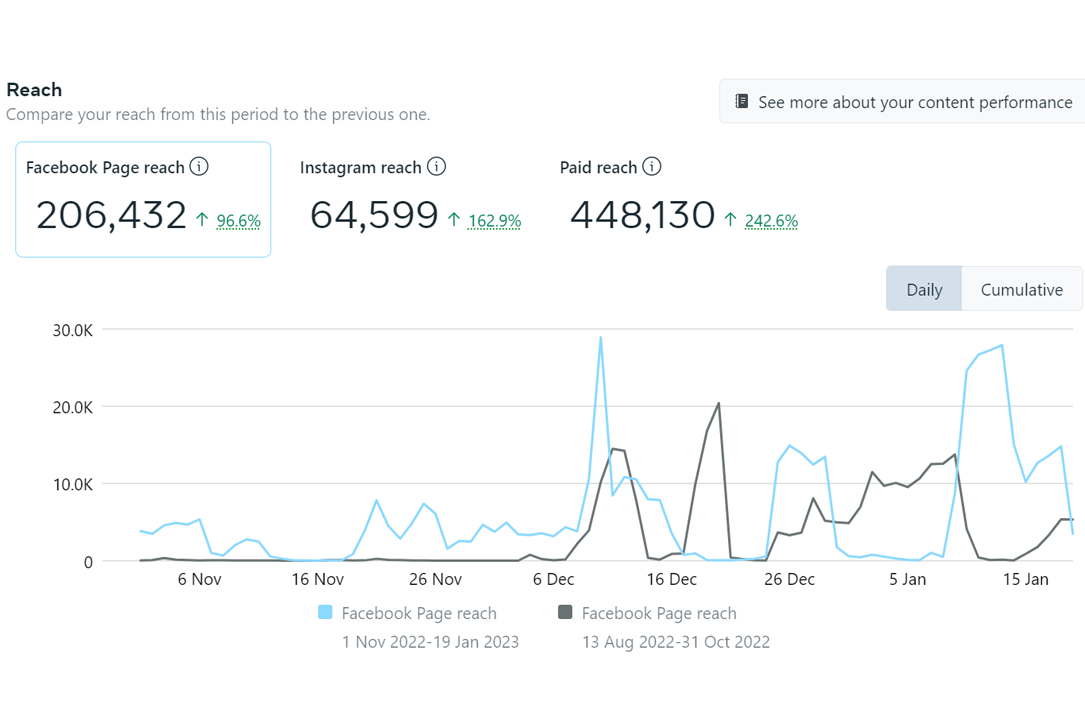 Reach
Compare your reach from this period to the previous one.
See more about your content performance
Facebook Page reach
206,432 ↑ 96.6%
Instagram reach
64,599 ↑ 162.9%
Paid reach
448,130 ↑ 242.6%
Daily
Cumulative
30.0K
20.0K
10.0K
0
6 Nov
16 Nov
26 Nov
6 Dec
16 Dec
26 Dec
5 Jan
15 Jan
Facebook Page reach
1 Nov 2022-19 Jan 2023
Facebook Page reach
13 Aug 2022-31 Oct 2022